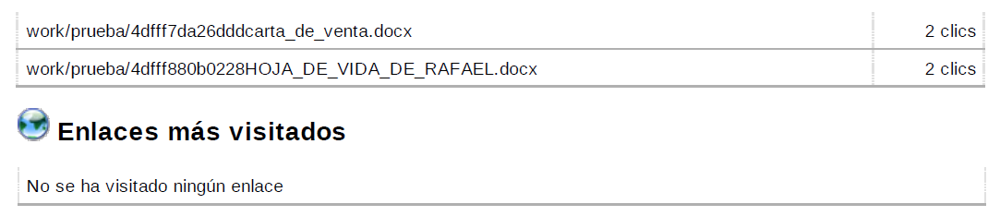 work/prueba/4dfff7da26dddcarta_de_venta.docx 2 clics
work/prueba/4dfff880b0228HOJA_DE_VIDA_DE_RAFAEL.docx 2 clics
Enlaces más visitados
No se ha visitado ningún enlace